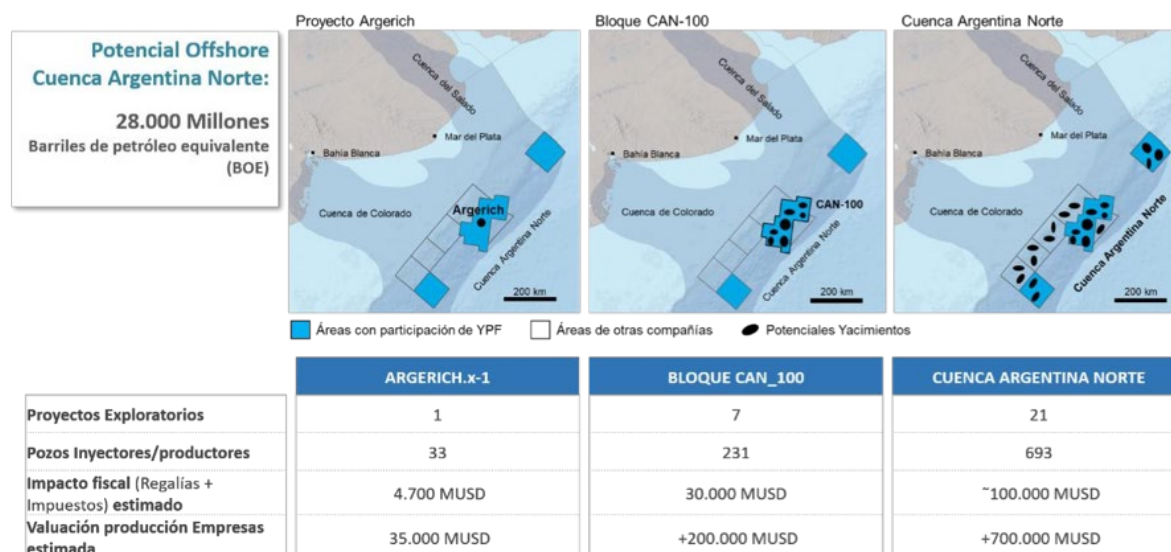 Potencial Offshore
Cuenca Argentina Norte:
28.000 Millones
Barriles de petróleo equivalente
(BOE)
Proyecto Argerich
Cuenca del Salado
Mar del Plata
Bahía Blanca
Cuenca de Colorado
Argerich
Cuenca Argentina Norte
200 km
Bloque CAN-100
Cuenca del Salado
Mar del Plata
Bahía Blanca
Cuenca de Colorado
CAN-100
Cuenca Argentina Norte
200 km
Cuenca Argentina Norte
Cuenca del Salado
Mar del Plata
Bahía Blanca
Cuenca de Colorado
Cuenca Argentina Norte
200 km
Áreas con participación de YPF
Áreas de otras compañías
Potenciales Yacimientos
ARGERICH.x-1 BLOQUE CAN_100 CUENCA ARGENTINA NORTE
Proyectos Exploratorios 1 7 21
Pozos Inyectores/productores 33 231 693
Impacto fiscal (Regalías +
Impuestos) estimado 4.700 MUSD 30.000 MUSD ~100.000 MUSD
Valuación producción Empresas
estimada 35.000 MUSD +200.000 MUSD +700.000 MUSD